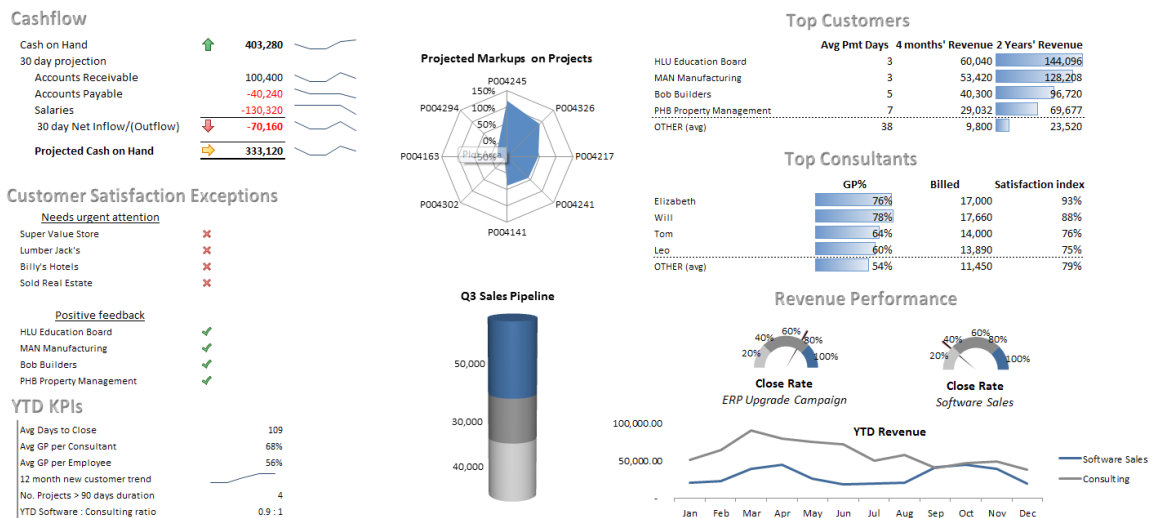 Cashflow
Cash on Hand 403,280
30 day projection
Accounts Receivable 100,400
Accounts Payable -40,240
Salaries -130,320
30 day Net Inflow/(Outflow) -70,160
Projected Cash on Hand 333,120
Customer Satisfaction Exceptions
Needs urgent attention
Super Value Store
Lumber Jack's
Billy's Hotels
Sold Real Estate
Positive feedback
HLU Education Board
MAN Manufacturing
Bob Builders
PHB Property Management
YTD KPIs
Avg Days to Close 109
Avg GP per Consultant 68%
Avg GP per Employee 56%
12 month new customer trend
No. Projects > 90 days duration 4
YTD Software : Consulting ratio 0.9 : 1
Projected Markups on Projects
P004245
150%
P004294 100% P004326
50%
0%
P004163 -50% P004217
P004302 P004241
P004141
Q3 Sales Pipeline
50,000
30,000
40,000
Top Customers
Avg Pmt Days 4 months' Revenue 2 Years' Revenue
HLU Education Board 3 60,040 144,096
MAN Manufacturing 3 53,420 128,208
Bob Builders 5 40,300 96,720
PHB Property Management 7 29,032 69,677
OTHER (avg) 38 9,800 23,520
Top Consultants
GP% Billed Satisfaction index
Elizabeth 76% 17,000 93%
Will 78% 17,660 88%
Tom 64% 14,000 76%
Leo 60% 13,890 75%
OTHER (avg) 54% 11,450 79%
Revenue Performance
20% 40% 60% 80% 100%
Close Rate
ERP Upgrade Campaign
20% 40% 60% 80% 100%
Close Rate
Software Sales
YTD Revenue
100,000.00
50,000.00
-
Jan Feb Mar Apr May Jun Jul Aug Sep Oct Nov Dec
Software Sales
Consulting